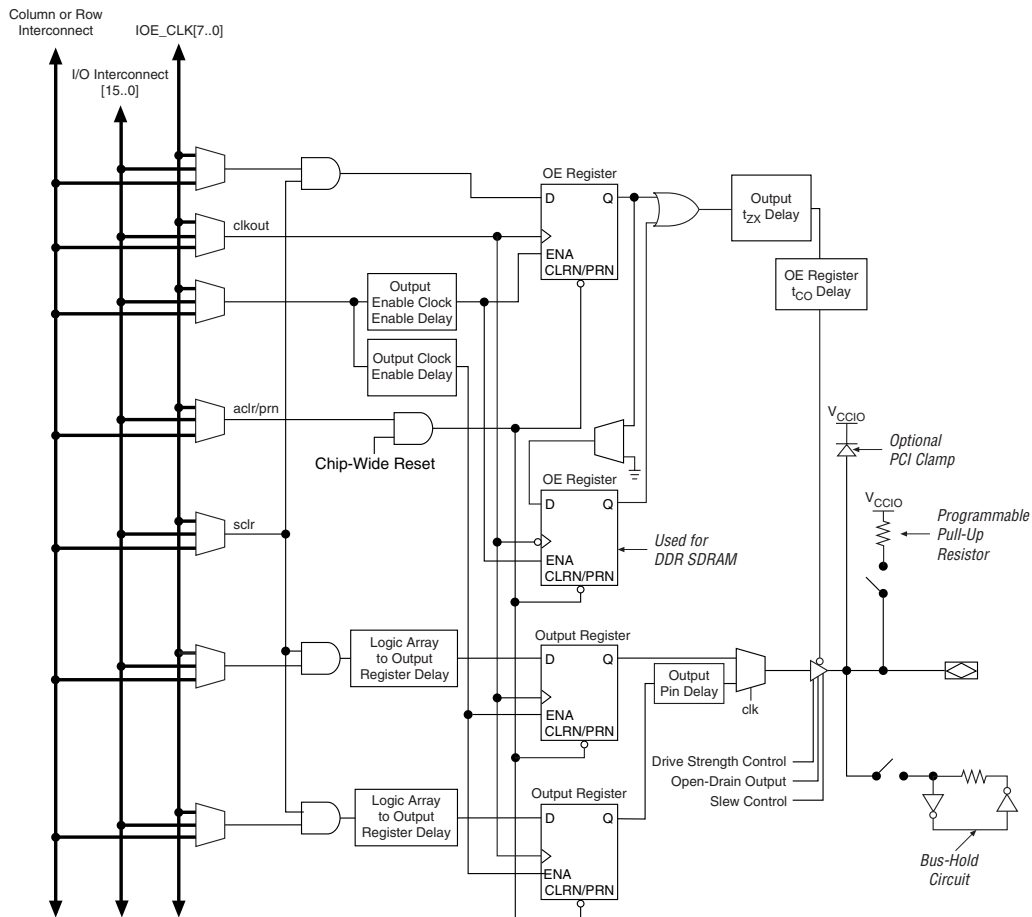 Column or Row
Interconnect
IOE_CLK[7..0]
I/O Interconnect
[15..0]
OE Register
D Q
ENA
CLRN/PRN
clkout
Output
tZX Delay
OE Register
tCO Delay
Output
Enable Clock
Enable Delay
Output Clock
Enable Delay
aclr/prn
Chip-Wide Reset
VCCIO
Optional
PCI Clamp
OE Register
D Q
ENA
CLRN/PRN
Used for
DDR SDRAM
VCCIO
Programmable
Pull-Up
Resistor
sclr
Logic Array
to Output
Register Delay
Output Register
D Q
ENA
CLRN/PRN
Output
Pin Delay
clk
Drive Strength Control
Open-Drain Output
Slew Control
Logic Array
to Output
Register Delay
Output Register
D Q
ENA
CLRN/PRN
Bus-Hold
Circuit